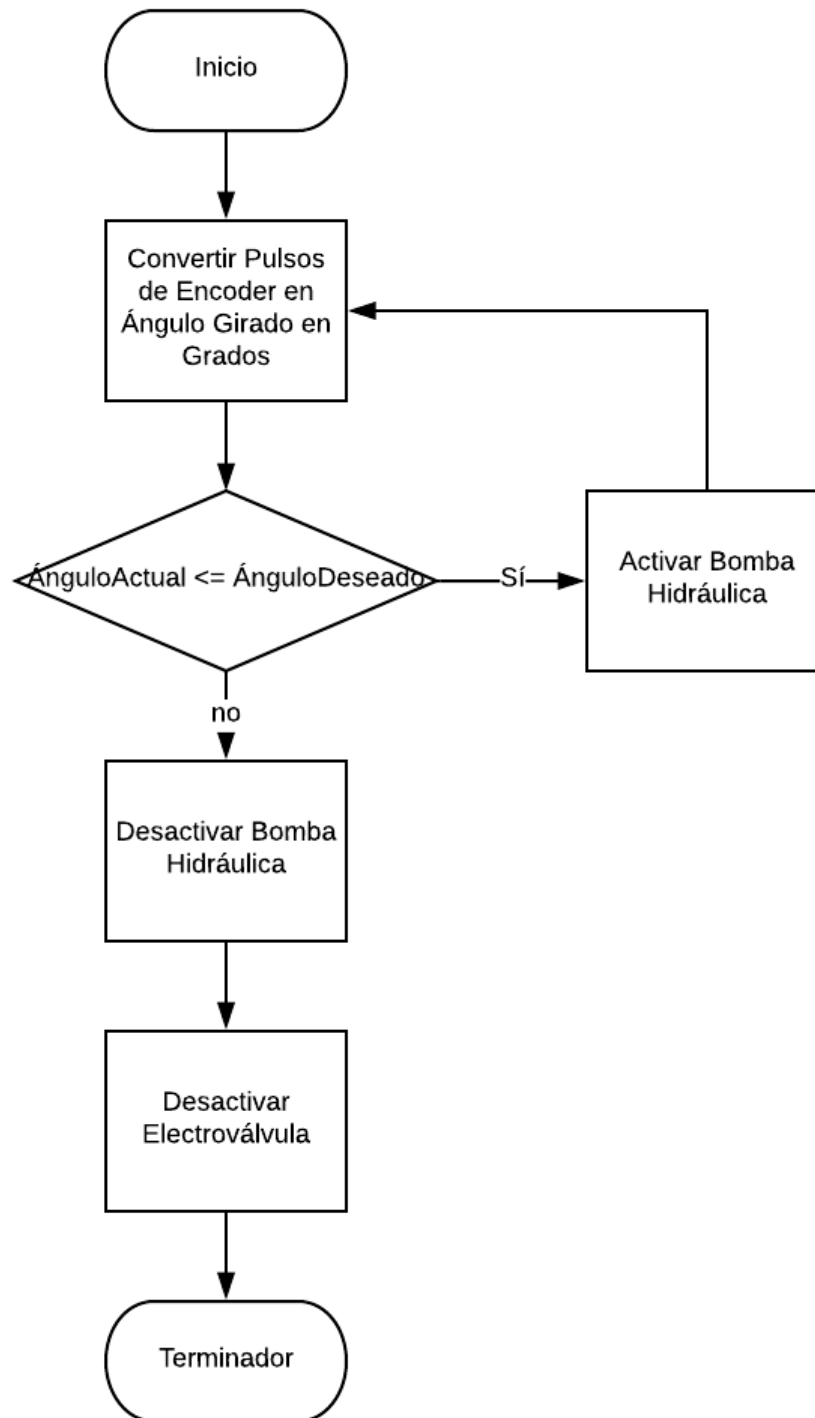 Inicio
Convertir Pulsos
de Encoder en
Ángulo Girado en
Grados
ÁnguloActual <= ÁnguloDeseado
Sí
Activar Bomba
Hidráulica
no
Desactivar Bomba
Hidráulica
Desactivar
Electroválvula
Terminador